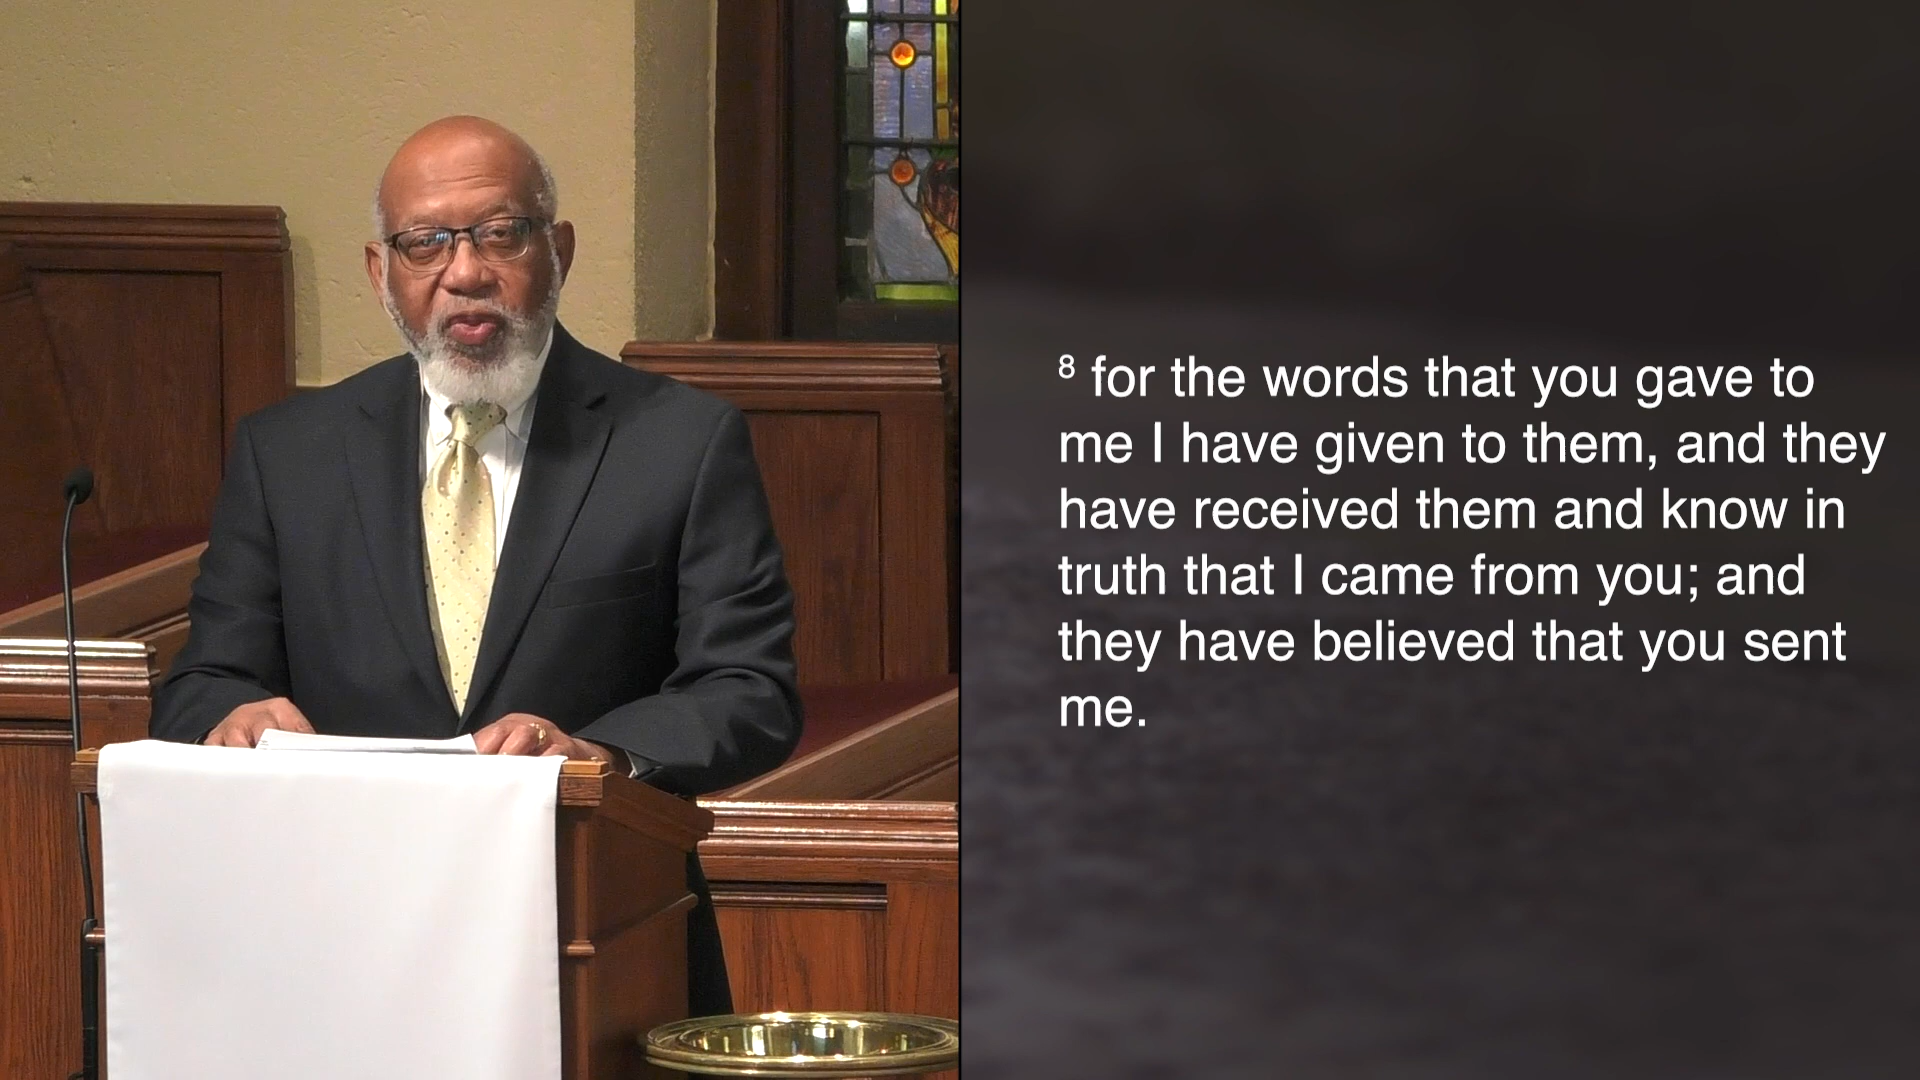 8 for the words that you gave to
me I have given to them, and they
have received them and know in
truth that I came from you; and
they have believed that you sent
me.